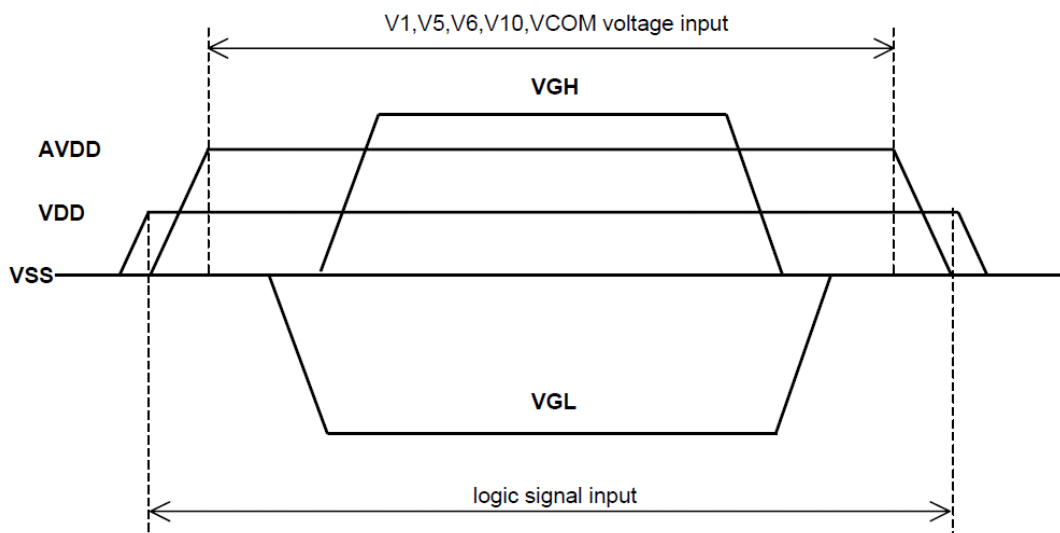 V1,V5,V6,V10,VCOM voltage input
VGH
AVDD
VDD
VSS
VGL
logic signal input